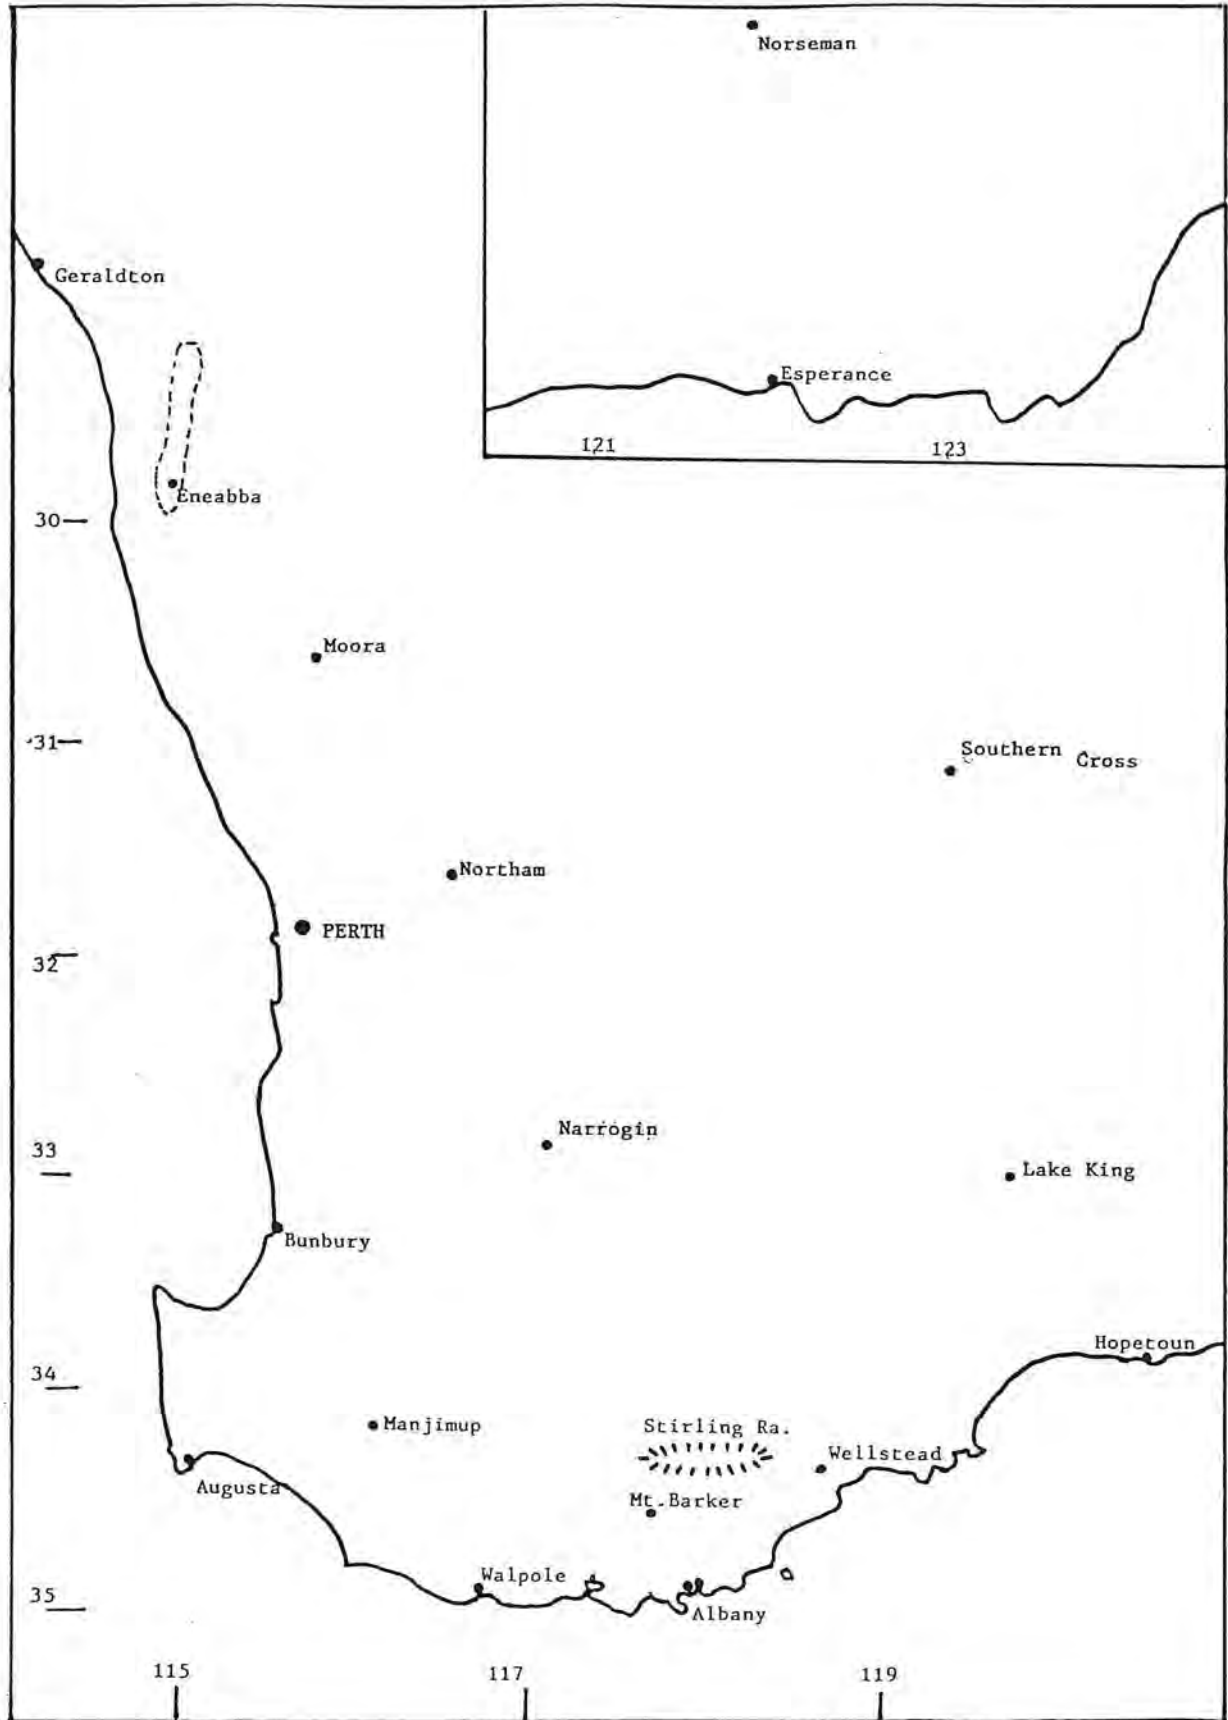 Norseman
Geraldton
Esperance
121
123
Eneabba
30
Moora
31
Southern Cross
Northam
PERTH
32
Narrogin
33
Lake King
Bunbury
Hopetoun
34
Manjimup
Stirling Ra.
Wellstead
Augusta
Mt.Barker
Walpole
35
Albany
115
117
119